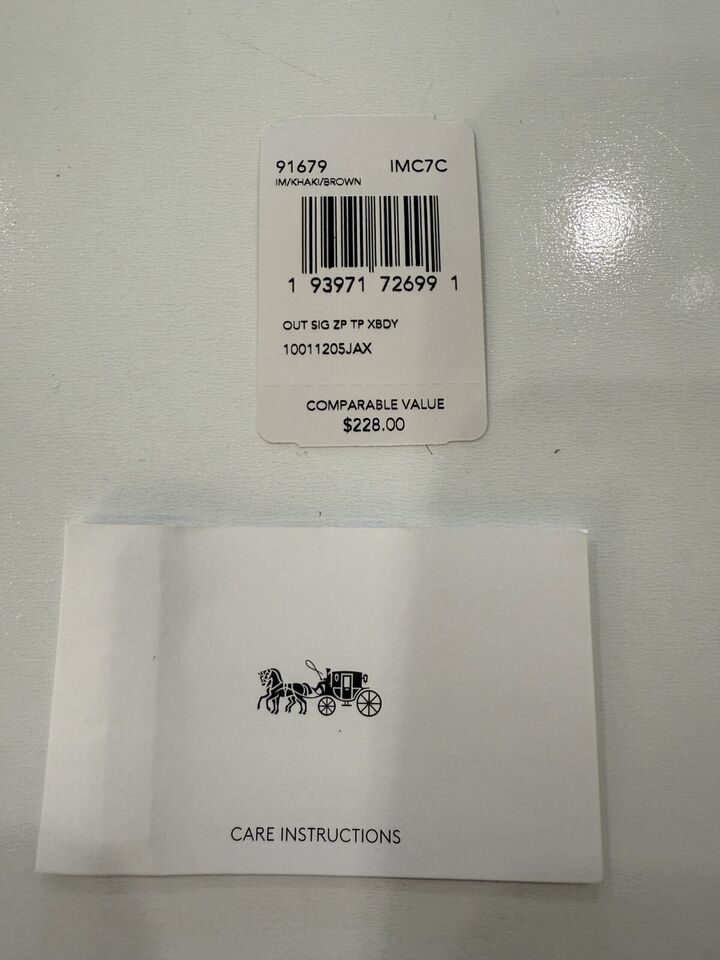 91679 IMC7C
IM/KHAKI/BROWN
1 93971 72699 1
OUT SIG ZP TP XBDY
10011205JAX
COMPARABLE VALUE
$228.00
CARE INSTRUCTIONS